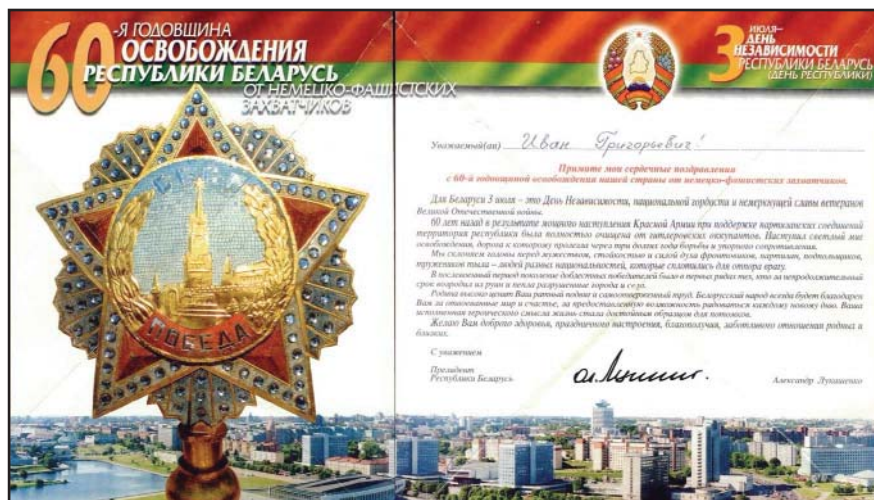 60-Я ГОДОВЩИНА
ОСВОБОЖДЕНИЯ
РЕСПУБЛИКИ БЕЛАРУСЬ
ОТ НЕМЕЦКО-ФАШИСТСКИХ
ЗАХВАТЧИКОВ
ПОБЕДА
3 ИЮЛЯ–
ДЕНЬ
НЕЗАВИСИМОСТИ
РЕСПУБЛИКИ БЕЛАРУСЬ
(ДЕНЬ РЕСПУБЛИКИ)
Уважаемый(ая) Иван Григорьевич!
Примите мои сердечные поздравления
с 60-й годовщиной освобождения нашей страны от немецко-фашистских захватчиков.
Для Беларуси 3 июля – это День Независимости, национальной гордости и немеркнущей славы ветеранов
Великой Отечественной войны.
60 лет назад в результате мощного наступления Красной Армии при поддержке партизанских соединений
территория республики была полностью очищена от гитлеровских оккупантов. Наступил светлый миг
освобождения, дорога к которому пролегла через три долгих года борьбы и упорного сопротивления.
Мы склоняем головы перед мужеством, стойкостью и силой духа фронтовиков, партизан, подпольщиков,
тружеников тыла – людей разных национальностей, которые сплотились для отпора врагу.
В послевоенный период поколение доблестных победителей было в первых рядах тех, кто за непродолжительный
срок возродил из руин и пепла разрушенные города и села.
Родина высоко ценит Ваш ратный подвиг и самоотверженный труд. Белорусский народ всегда будет благодарен
Вам за отвоеванные мир и счастье, за предоставленную возможность радоваться каждому новому дню. Ваша
исполненная героического смысла жизнь стала достойным образцом для потомков.
Желаю Вам доброго здоровья, праздничного настроения, благополучия, заботливого отношения родных и
близких.
С уважением
Президент
Республики Беларусь
Александр Лукашенко